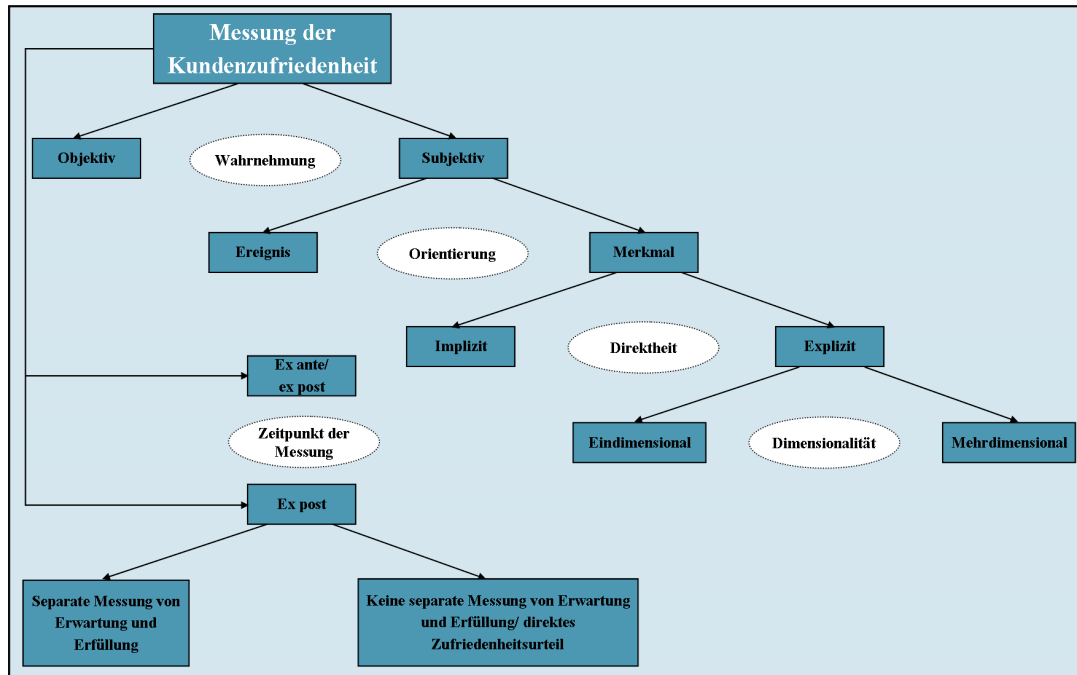 Messung der
Kundenzufriedenheit
Objektiv
Wahrnehmung
Subjektiv
Ereignis
Orientierung
Merkmal
Implizit
Direktheit
Explizit
Ex ante/
ex post
Eindimensional
Dimensionalität
Mehrdimensional
Zeitpunkt der
Messung
Ex post
Separate Messung von
Erwartung und
Erfüllung
Keine separate Messung von Erwartung
und Erfüllung/ direktes
Zufriedenheitsurteil